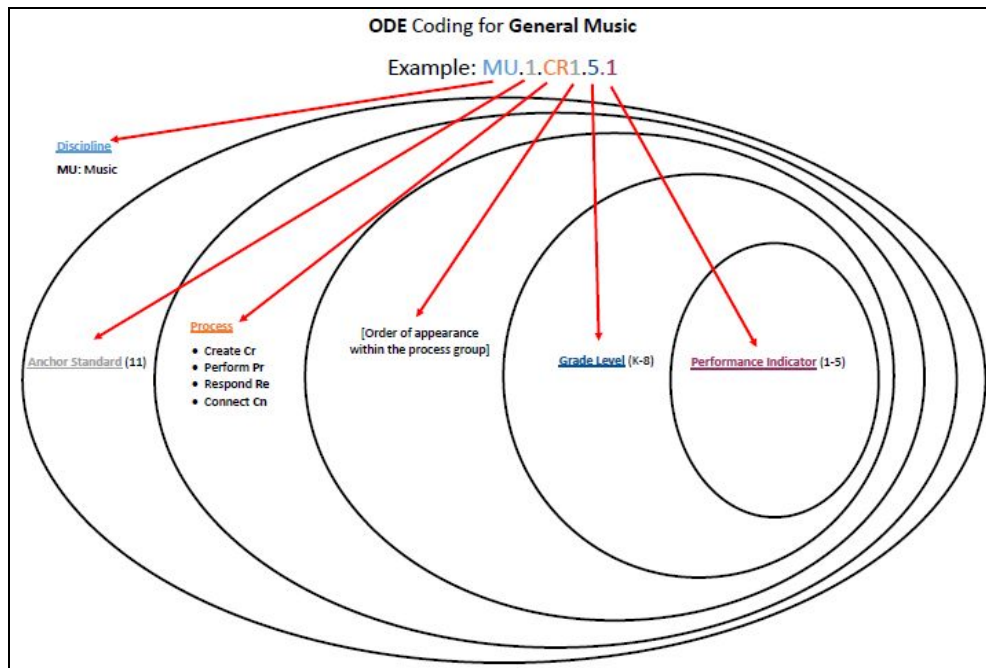 ODE Coding for General Music
Example: MU.1.CR1.5.1
Discipline
MU: Music
Anchor Standard (11)
Process
• Create Cr
• Perform Pr
• Respond Re
• Connect Cn
[Order of appearance
within the process group]
Grade Level (K-8)
Performance Indicator (1-5)